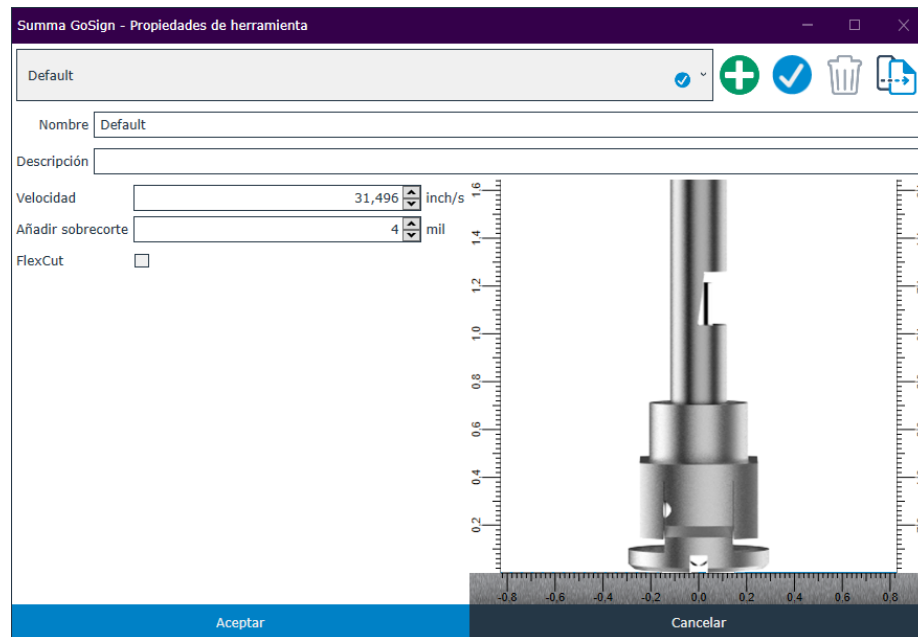 Summa GoSign - Propiedades de herramienta
Default
Nombre Default
Descripción
Velocidad 31,496 inch/s
Añadir sobrecorte 4 mil
FlexCut
1,6
1,4
1,2
1,0
0,8
0,6
0,4
0,2
-0,8 -0,6 -0,4 -0,2 0,0 0,2 0,4 0,6 0,8
Aceptar Cancelar